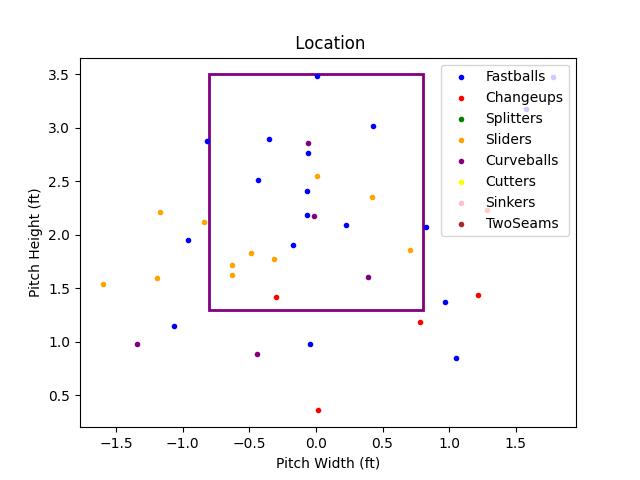 Location
3.5
3.0
2.5
2.0
1.5
1.0
0.5
Pitch Height (ft)
Fastballs
Changeups
Splitters
Sliders
Curveballs
Cutters
Sinkers
TwoSeams
−1.5 −1.0 −0.5 0.0 0.5 1.0 1.5
Pitch Width (ft)